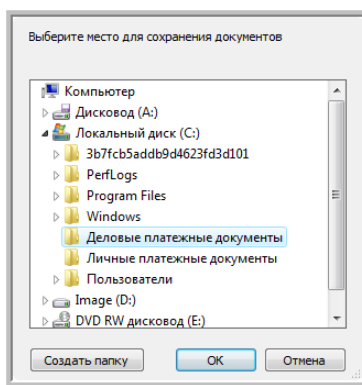 Выберите место для сохранения документов
Компьютер
Дисковод (A:)
Локальный диск (C:)
3b7fcb5addb9d4623fd3d101
PerfLogs
Program Files
Windows
Деловые платежные документы
Личные платежные документы
Пользователи
Image (D:)
DVD RW дисковод (E:)
Создать папку
ОК
Отмена